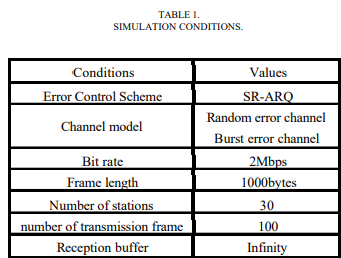 TABLE 1.
SIMULATION CONDITIONS.
Conditions Values
Error Control Scheme SR-ARQ
Channel model Random error channel
Burst error channel
Bit rate 2Mbps
Frame length 1000bytes
Number of stations 30
number of transmission frame 100
Reception buffer Infinity